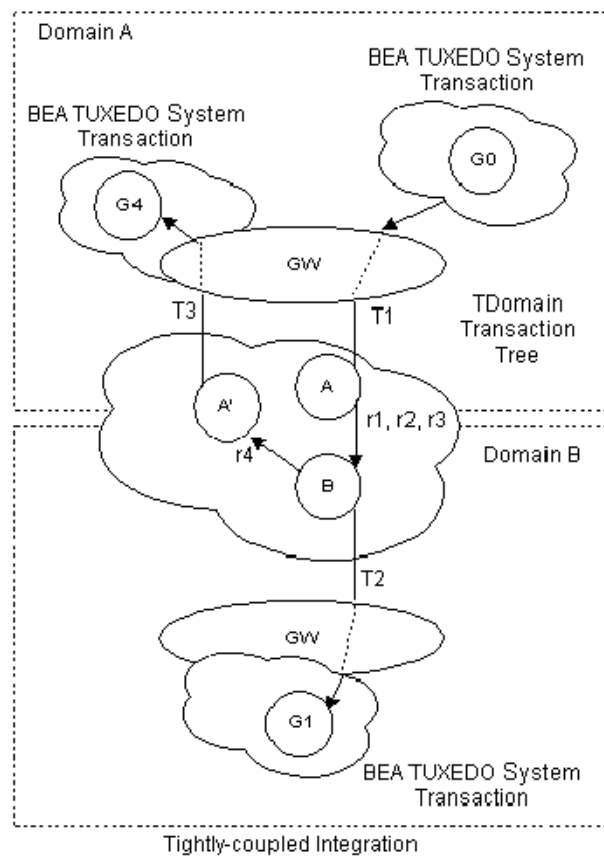 Domain A
BEA TUXEDO System
Transaction
G0
BEA TUXEDO System
Transaction
G4
GW
T3
T1
TDomain
Transaction
Tree
A
A'
r1, r2, r3
r4
B
Domain B
T2
GW
G1
BEA TUXEDO System
Transaction
Tightly-coupled Integration